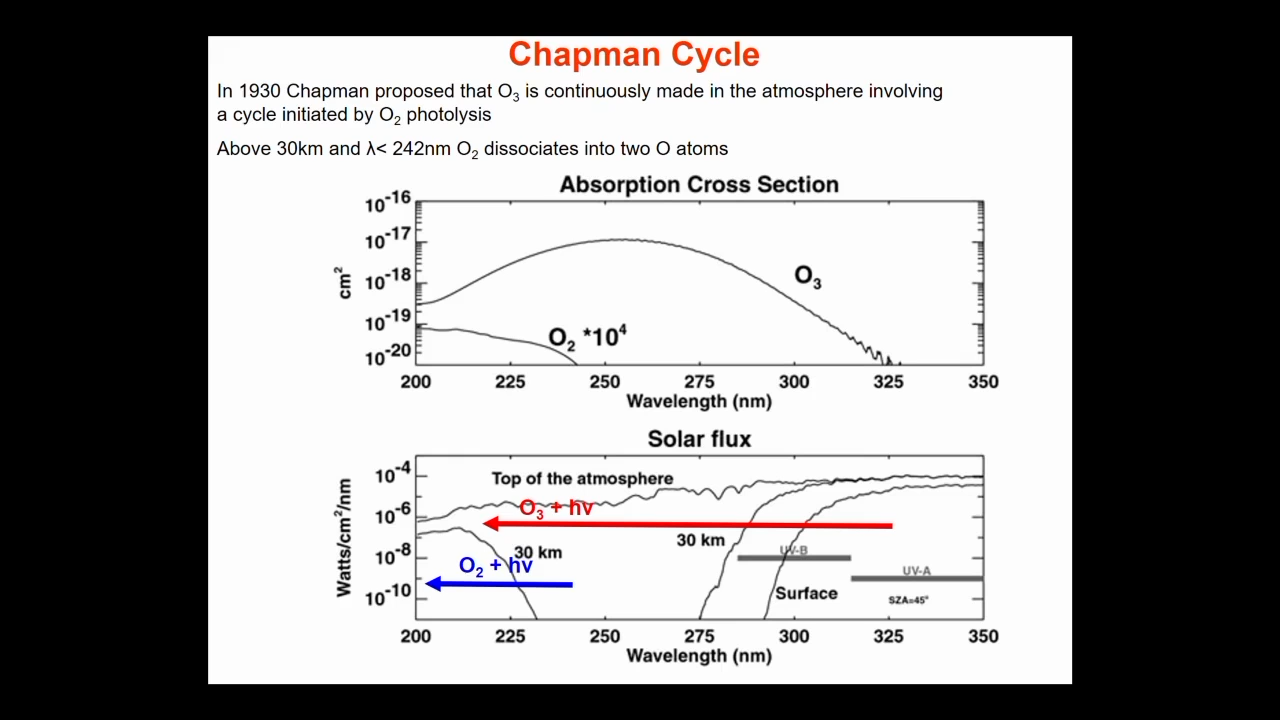 Chapman Cycle
In 1930 Chapman proposed that O₃ is continuously made in the atmosphere involving
a cycle initiated by O₂ photolysis
Above 30km and λ< 242nm O₂ dissociates into two O atoms
Absorption Cross Section
10⁻¹⁶
10⁻¹⁷
10⁻¹⁸
10⁻¹⁹
10⁻²⁰
cm²
O₃
O₂ *10⁴
200 225 250 275 300 325 350
Wavelength (nm)
Solar flux
10⁻⁴
10⁻⁶
10⁻⁸
10⁻¹⁰
Watts/cm²/nm
Top of the atmosphere
O₃ + hν
30 km
30 km
UV-B
O₂ + hν
UV-A
Surface
SZA=45°
200 225 250 275 300 325 350
Wavelength (nm)